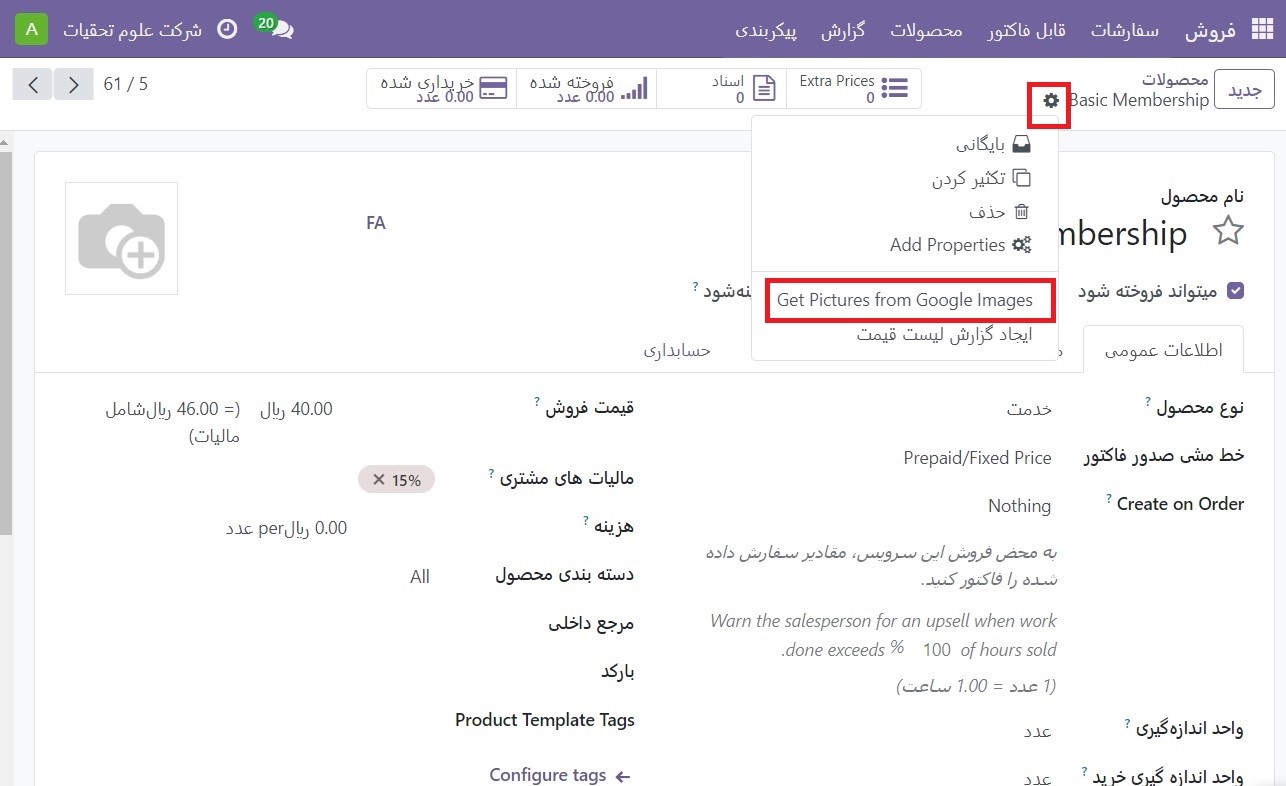 فروش
سفارشات
قابل فاکتور
محصولات
گزارش
پیکربندی
20
شرکت علوم تحقیات
A
جدید
محصولات
Basic Membership
Extra Prices
0
اسناد
0
فروخته شده
0.00 عدد
خریداری شده
0.00 عدد
61 / 5
بایگانی
تکثیر کردن
حذف
Add Properties
Get Pictures from Google Images
ایجاد گزارش لیست قیمت
نام محصول
mbership
FA
میتواند فروخته شود
ینه‌شود ?
اطلاعات عمومی
حسابداری
نوع محصول ?
خدمت
خط مشی صدور فاکتور
Prepaid/Fixed Price
Create on Order ?
Nothing
به محض فروش این سرویس، مقادیر سفارش داده
شده را فاکتور کنید.
Warn the salesperson for an upsell when work
done exceeds % 100 of hours sold.
(1 عدد = 1.00 ساعت)
واحد اندازه‌گیری ?
عدد
واحد اندازه گیری خرید ?
عدد
قیمت فروش ?
40.00 ریال
(= 46.00 ریال‌شامل
مالیات)
مالیات های مشتری ?
15% ×
هزینه ?
0.00 ریالper عدد
دسته بندی محصول
All
مرجع داخلی
بارکد
Product Template Tags
Configure tags